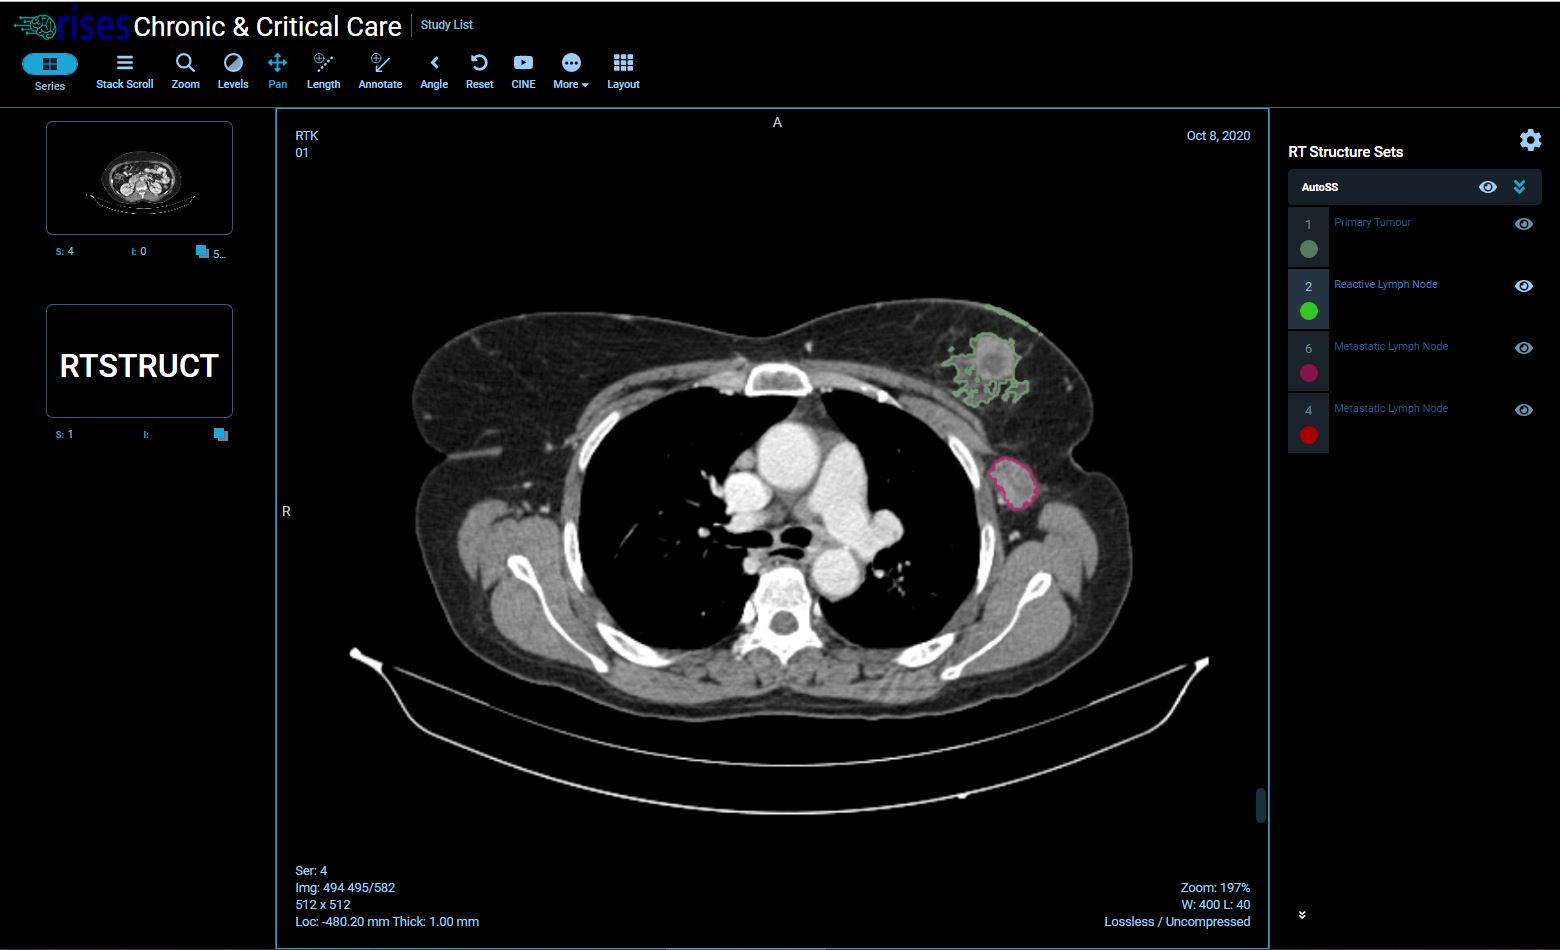 rises Chronic & Critical Care
Study List
Series
Stack Scroll
Zoom
Levels
Pan
Length
Annotate
Angle
Reset
CINE
More
Layout
S: 4 I: 0 5...
RTSTRUCT
S: 1 I:
A
RTK
01
Oct 8, 2020
R
Ser: 4
Img: 494 495/582
512 x 512
Loc: -480.20 mm Thick: 1.00 mm
Zoom: 197%
W: 400 L: 40
Lossless / Uncompressed
RT Structure Sets
AutoSS
1 Primary Tumour
2 Reactive Lymph Node
6 Metastatic Lymph Node
4 Metastatic Lymph Node